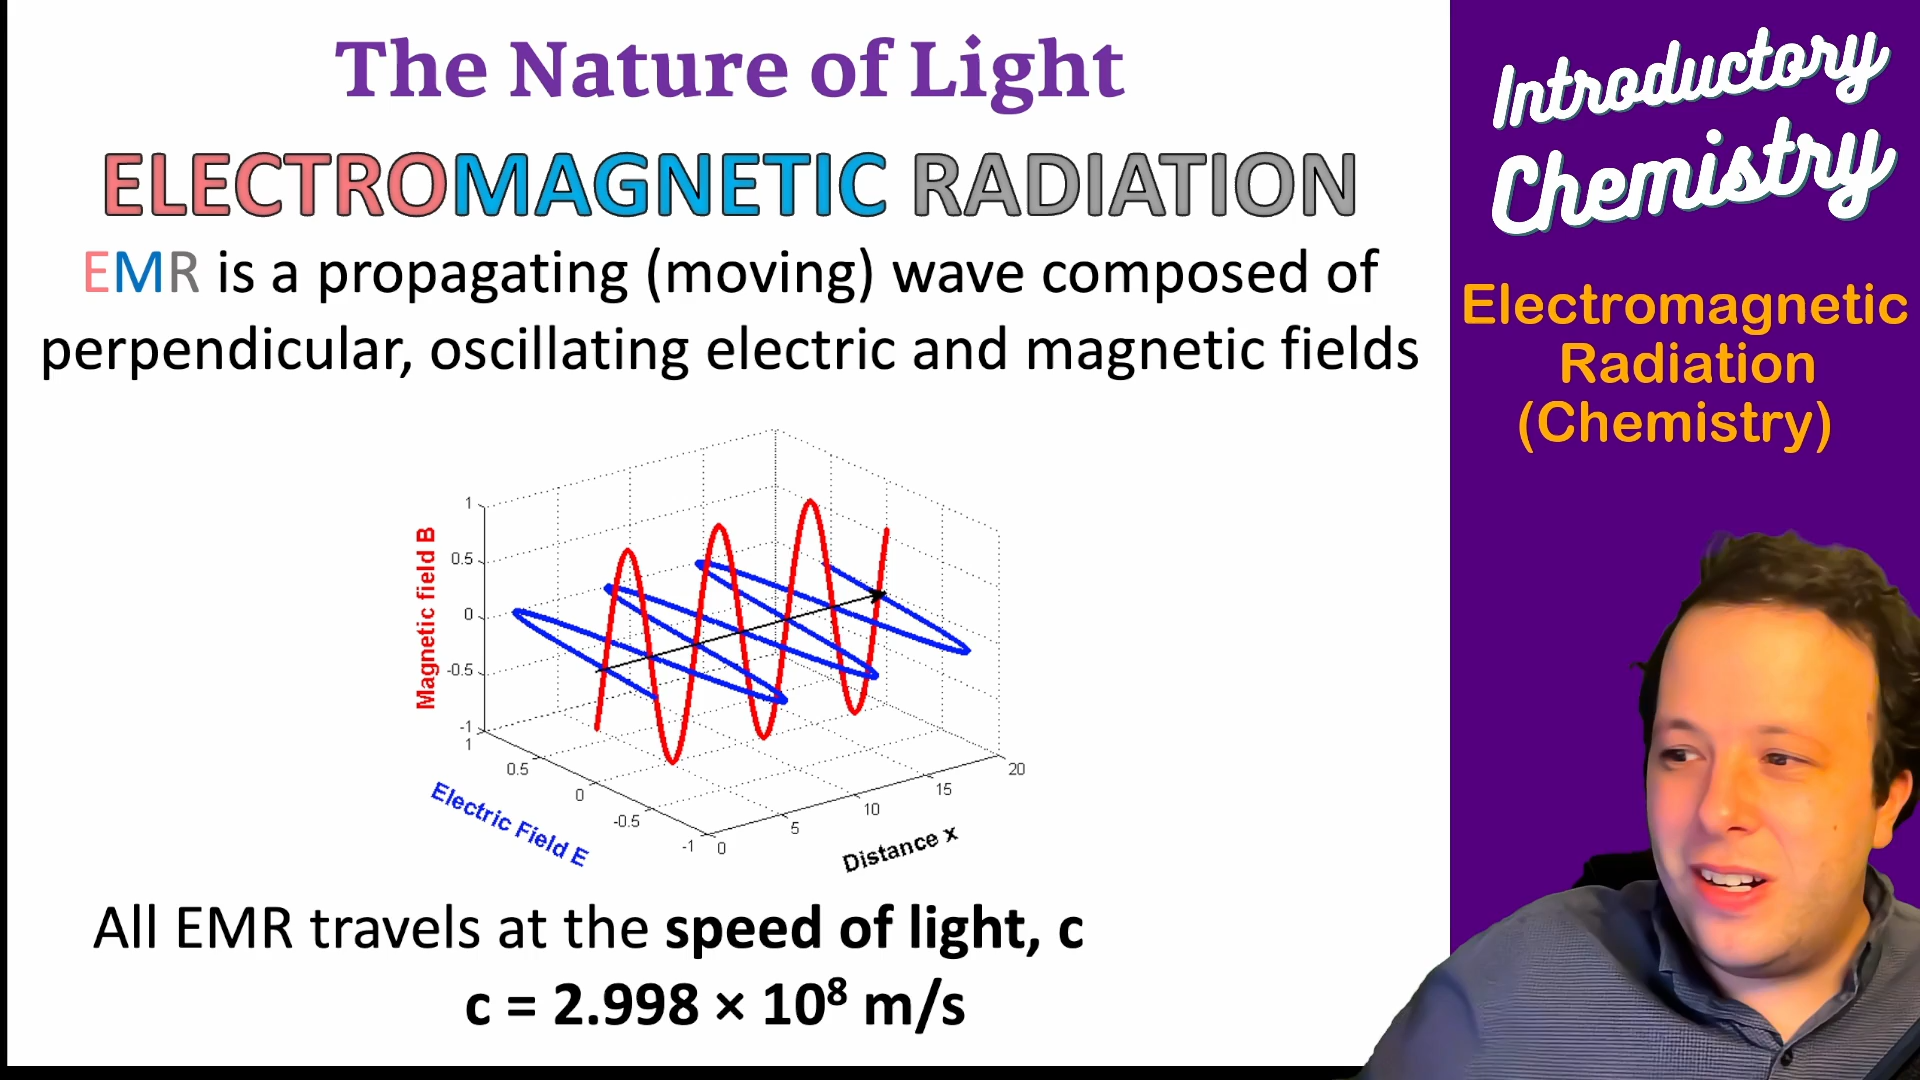 The Nature of Light
ELECTROMAGNETIC RADIATION
EMR is a propagating (moving) wave composed of
perpendicular, oscillating electric and magnetic fields
Magnetic field B
1
0.5
0
-0.5
-1
1
0.5
0
-0.5
-1
Electric Field E
0
5
10
15
20
Distance x
All EMR travels at the speed of light, c
c = 2.998 × 10⁸ m/s
Introductory
Chemistry
Electromagnetic
Radiation
(Chemistry)